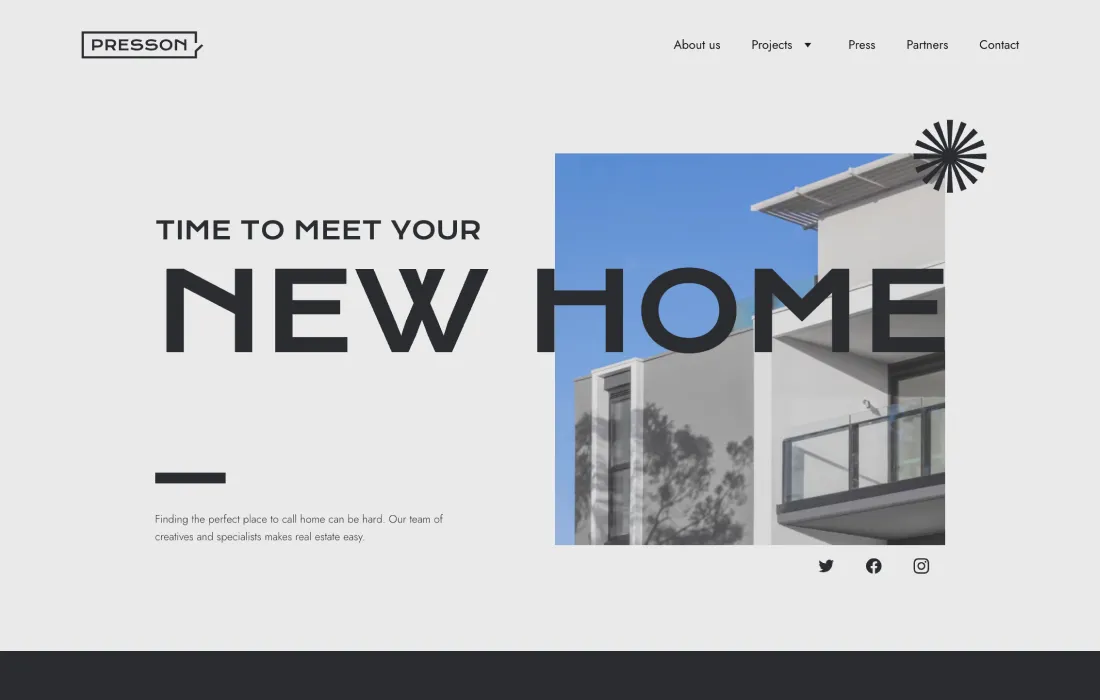 PRESSON
About us Projects Press Partners Contact
TIME TO MEET YOUR
NEW HOME
Finding the perfect place to call home can be hard. Our team of
creatives and specialists makes real estate easy.